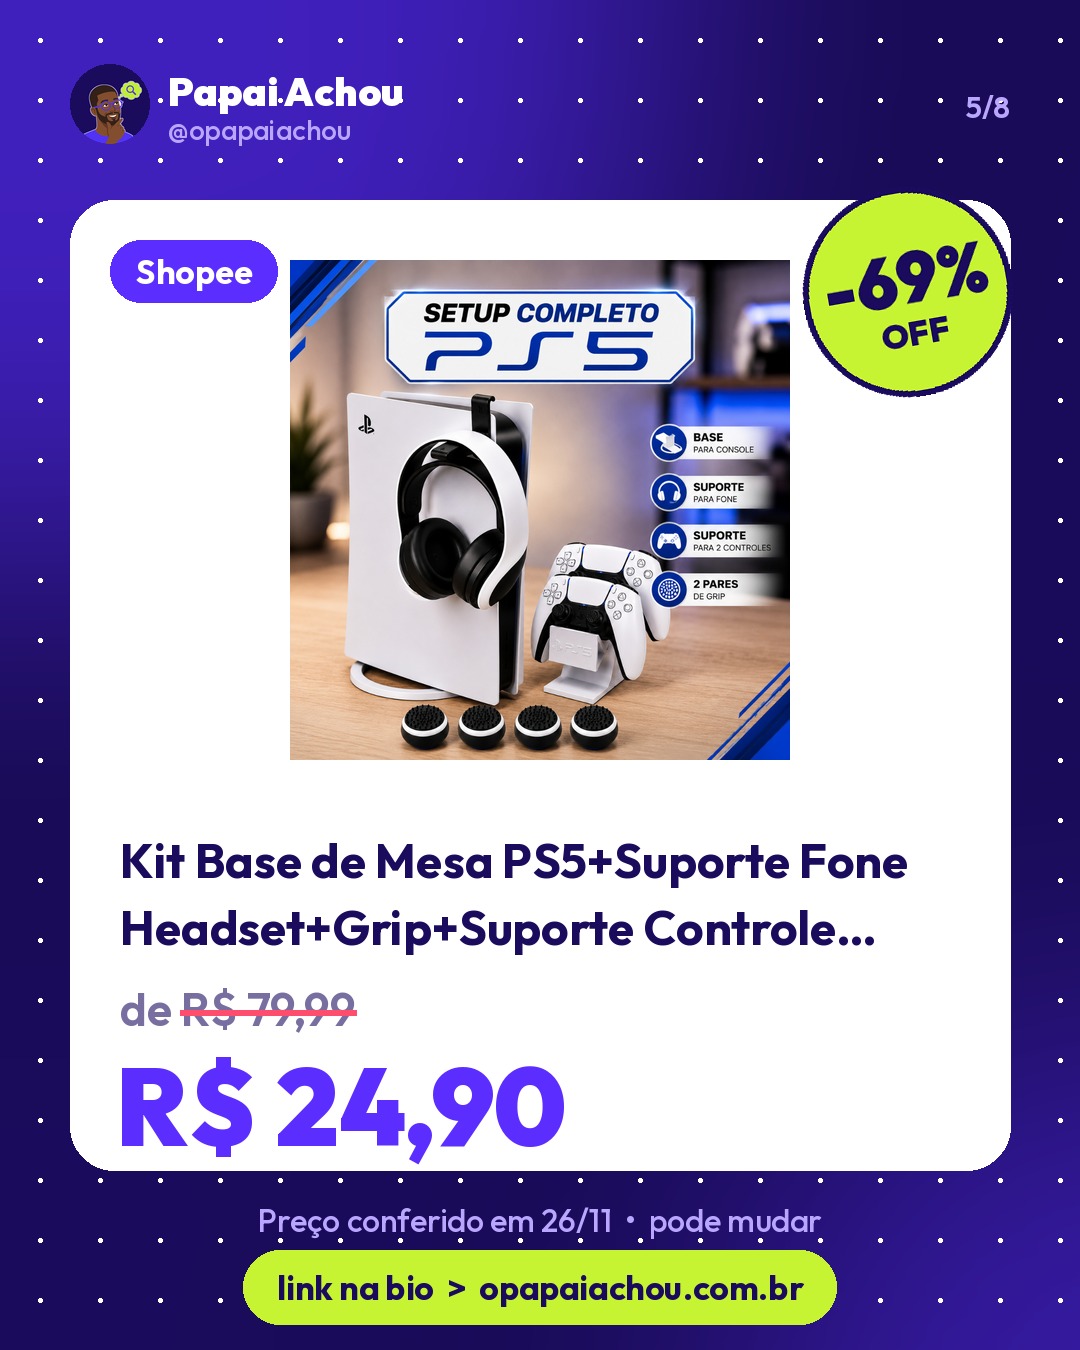 PapaiAchou
@opapaiachou
5/8
Shopee
-69%
OFF
SETUP COMPLETO
PS5
BASE
PARA CONSOLE
SUPORTE
PARA FONE
SUPORTE
PARA 2 CONTROLES
2 PARES
DE GRIP
PS5
Kit Base de Mesa PS5+Suporte Fone
Headset+Grip+Suporte Controle...
de R$ 79,99
R$ 24,90
Preço conferido em 26/11 • pode mudar
link na bio > opapaiachou.com.br